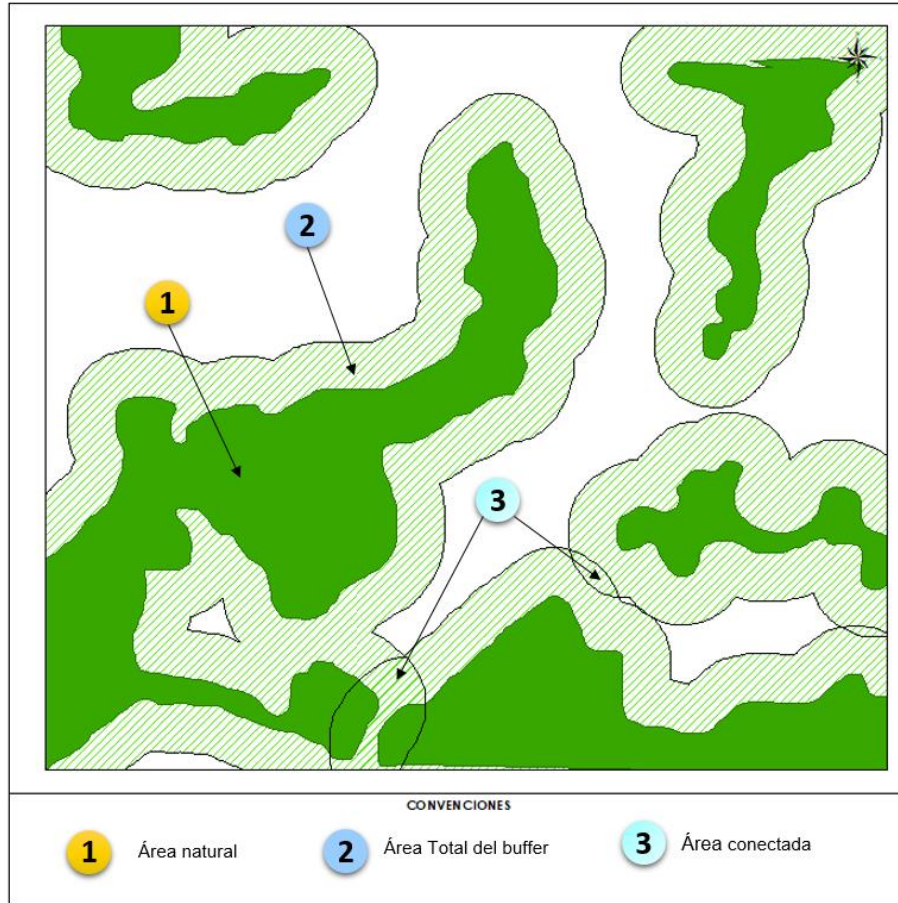 2
1
3
CONVENCIONES
1 Área natural
2 Área Total del buffer
3 Área conectada